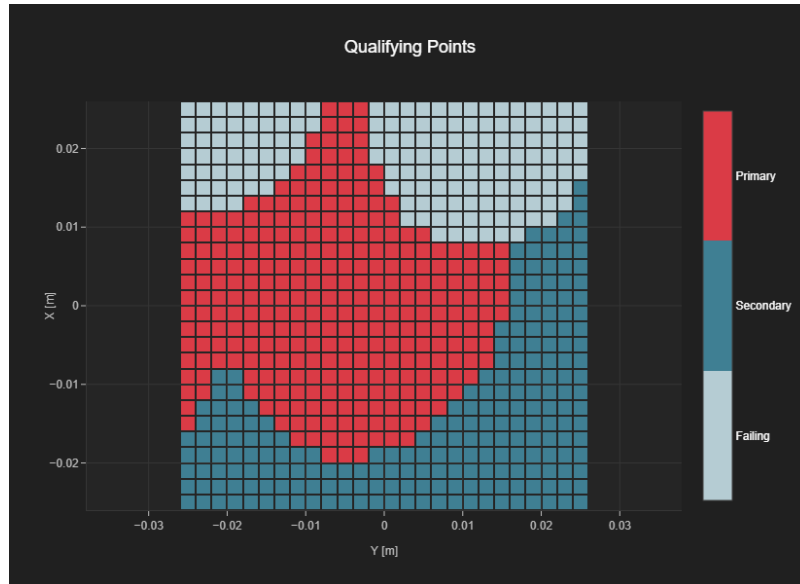 Qualifying Points
0.02
0.01
0
−0.01
−0.02
X [m]
−0.03
−0.02
−0.01
0
0.01
0.02
0.03
Y [m]
Primary
Secondary
Failing